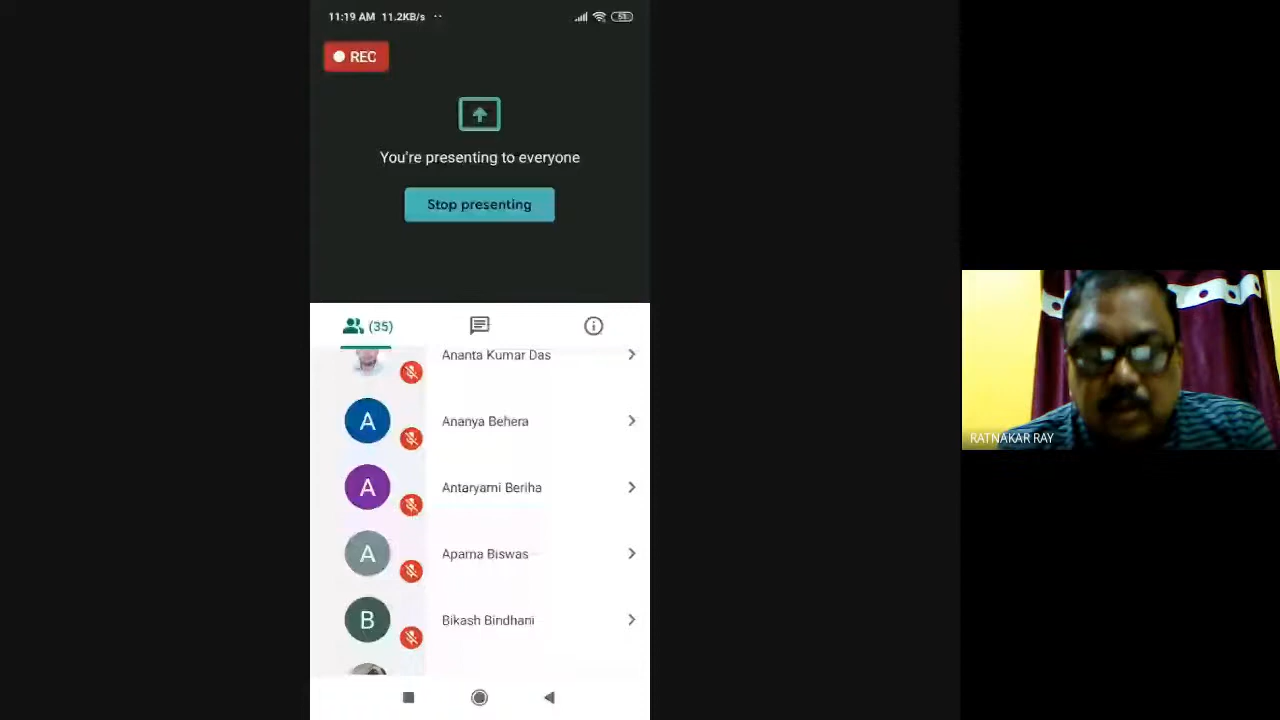 11:19 AM 11.2KB/s ··
53
REC
You're presenting to everyone
Stop presenting
(35)
Ananta Kumar Das
A
Ananya Behera
A
Antaryami Beriha
A
Aparna Biswas
B
Bikash Bindhani
RATNAKAR RAY